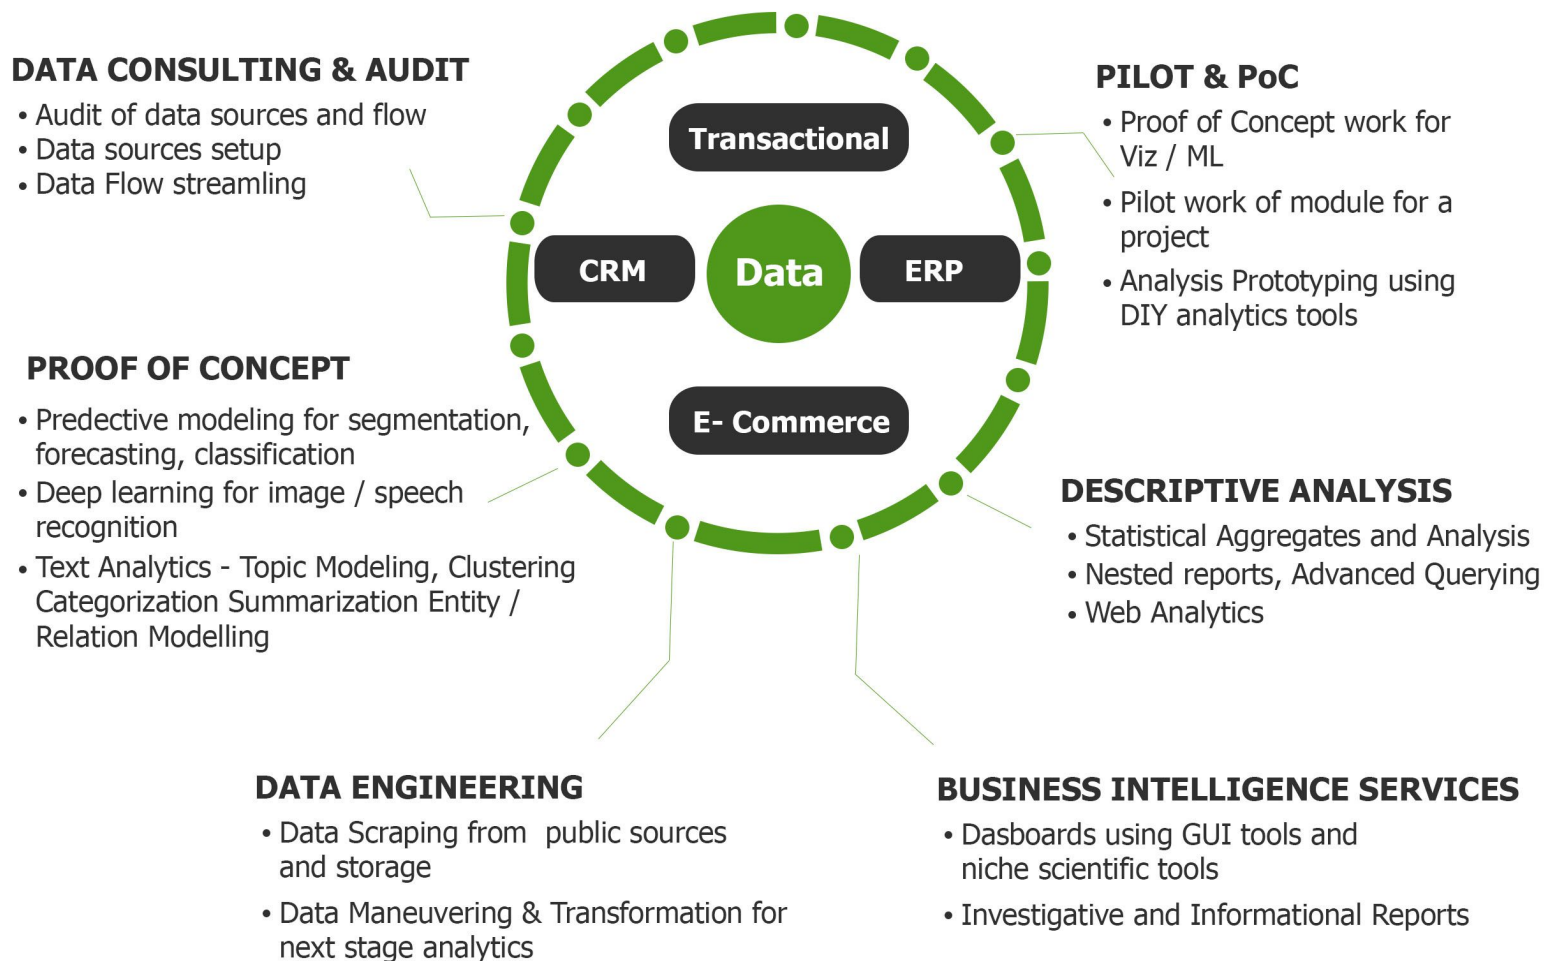 DATA CONSULTING & AUDIT
• Audit of data sources and flow
• Data sources setup
• Data Flow streamling
Transactional
CRM
Data
ERP
E- Commerce
PILOT & PoC
• Proof of Concept work for
Viz / ML
• Pilot work of module for a
project
• Analysis Prototyping using
DIY analytics tools
PROOF OF CONCEPT
• Predective modeling for segmentation,
forecasting, classification
• Deep learning for image / speech
recognition
• Text Analytics - Topic Modeling, Clustering
Categorization Summarization Entity /
Relation Modelling
DESCRIPTIVE ANALYSIS
• Statistical Aggregates and Analysis
• Nested reports, Advanced Querying
• Web Analytics
DATA ENGINEERING
• Data Scraping from public sources
and storage
• Data Maneuvering & Transformation for
next stage analytics
BUSINESS INTELLIGENCE SERVICES
• Dasboards using GUI tools and
niche scientific tools
• Investigative and Informational Reports